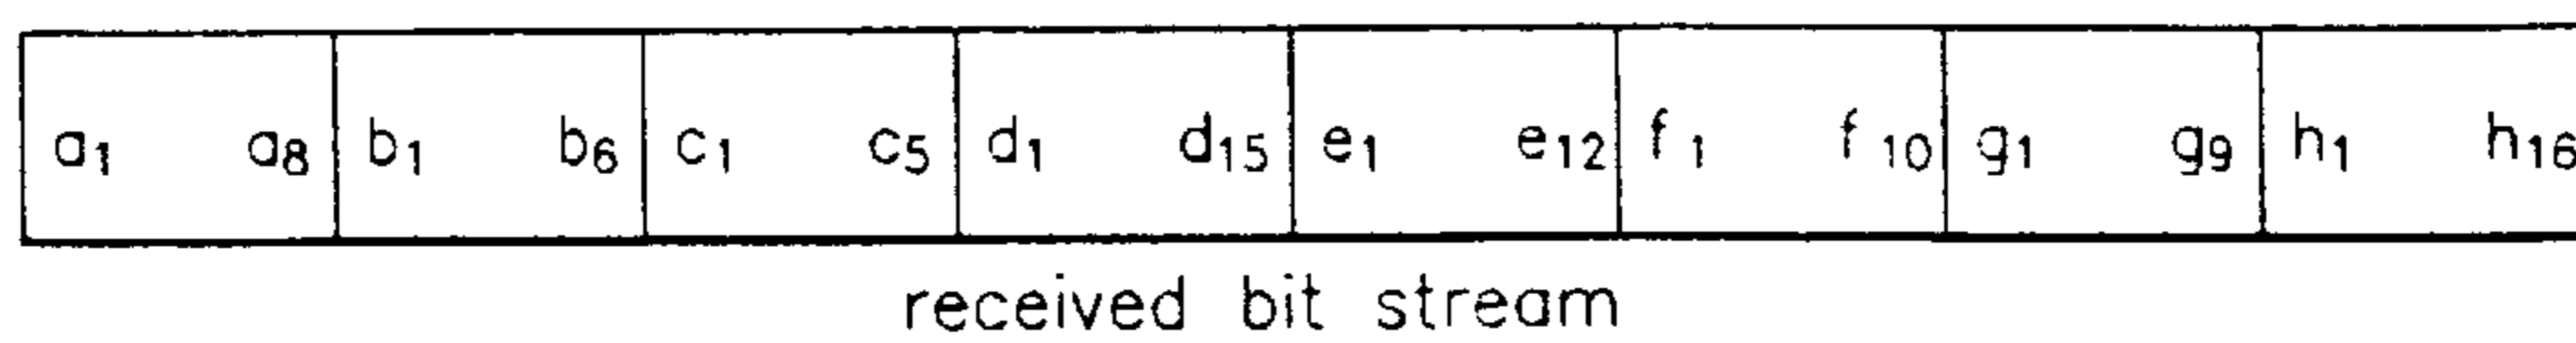 a₁ a₈ b₁ b₆ c₁ c₅ d₁ d₁₅ e₁ e₁₂ f₁ f₁₀ g₁ g₉ h₁ h₁₆
received bit stream